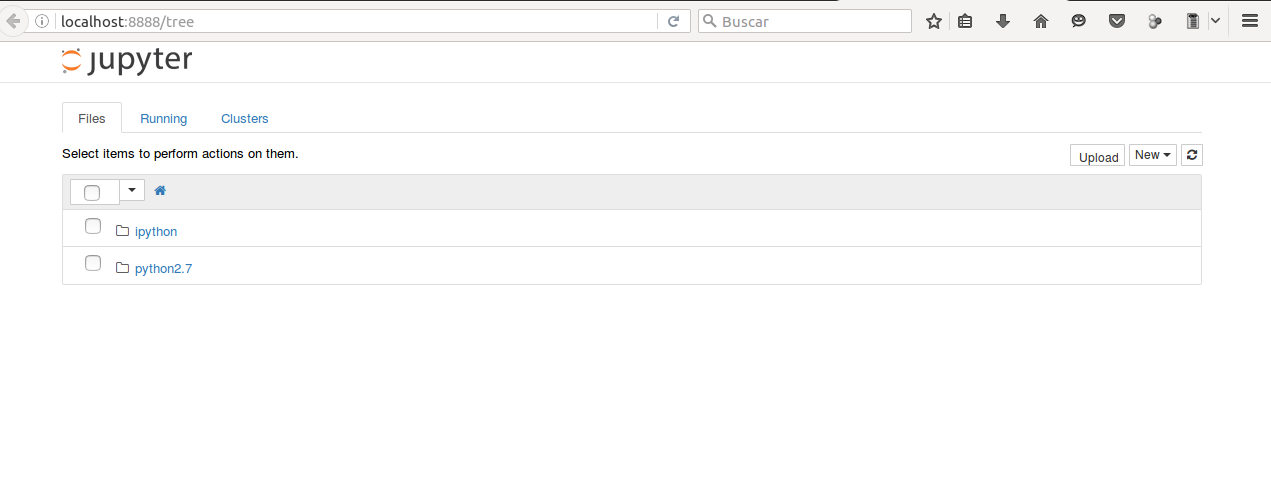 localhost:8888/tree
Buscar
jupyter
Files Running Clusters
Select items to perform actions on them.
Upload New
ipython
python2.7